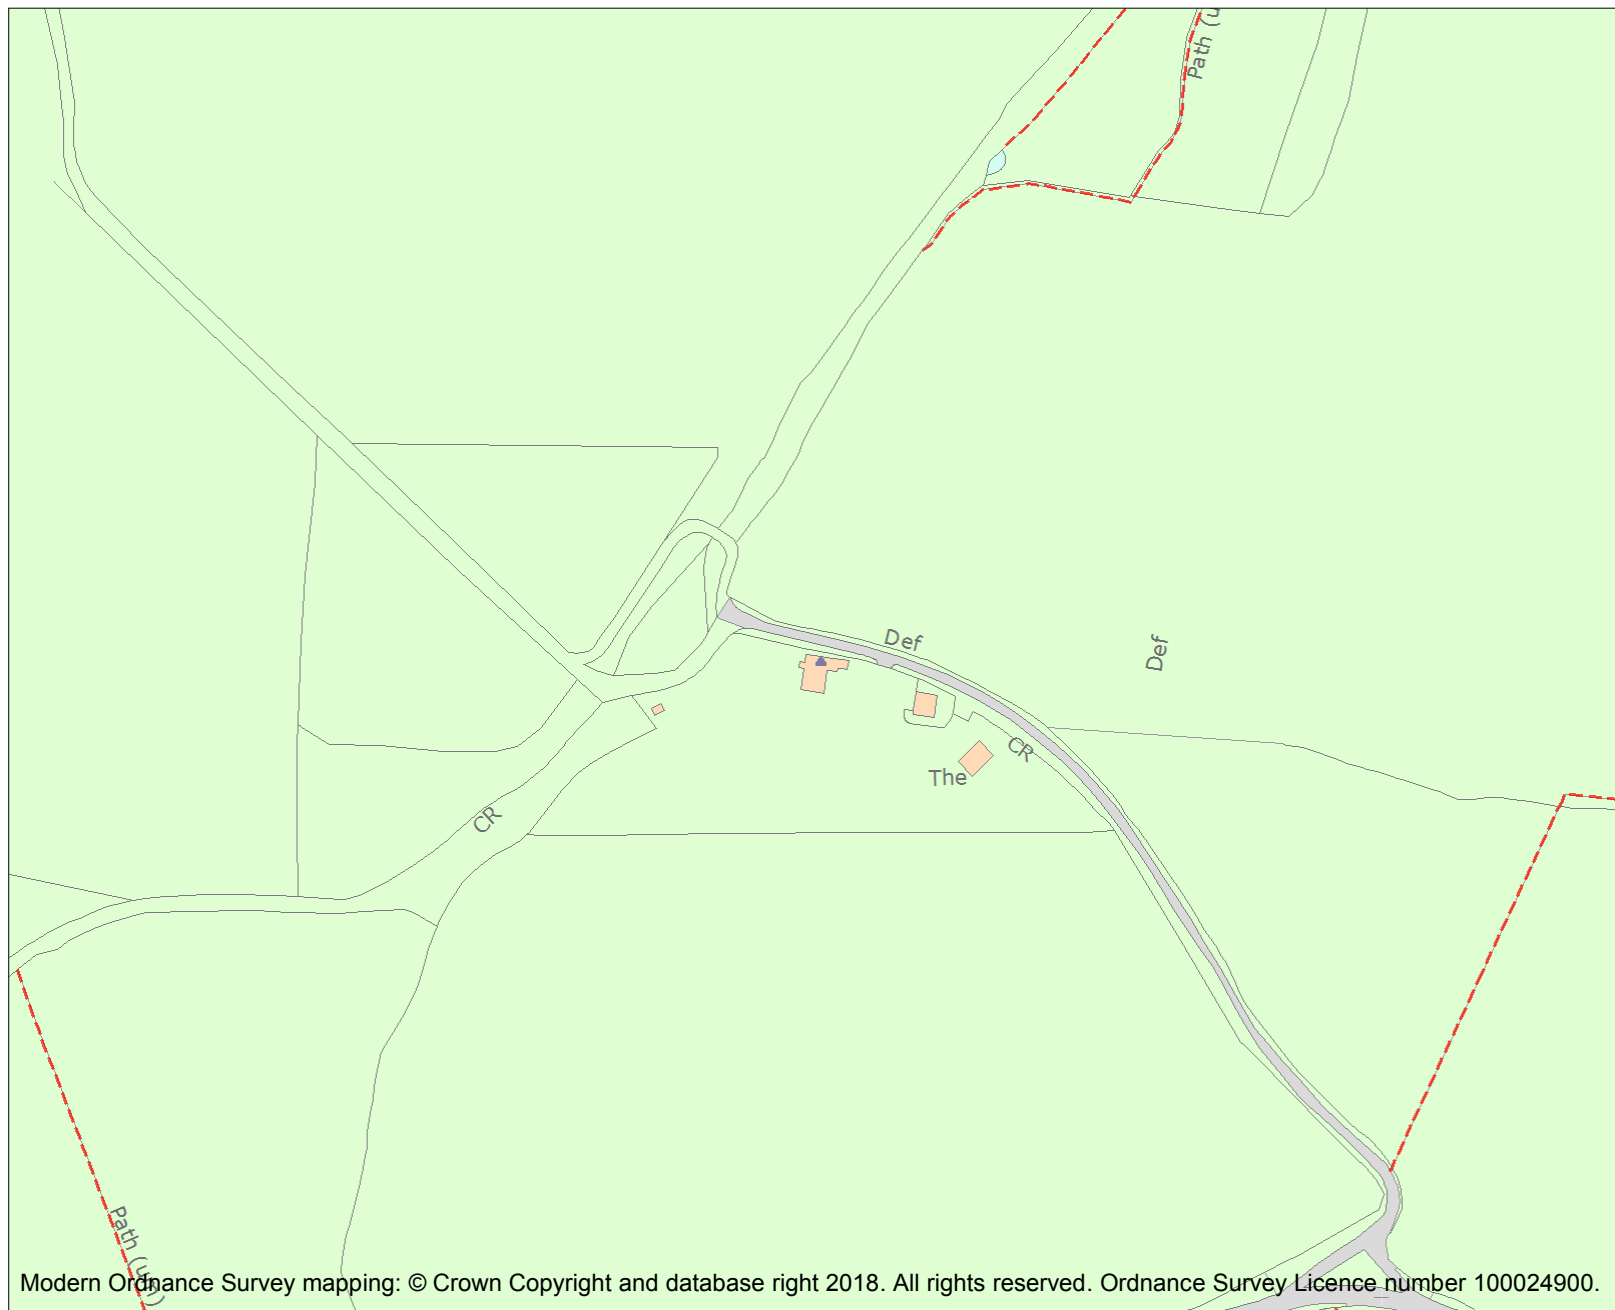 Path (u
Def
Def
CR
The
CR
Path (um)
Modern Ordnance Survey mapping: © Crown Copyright and database right 2018. All rights reserved. Ordnance Survey Licence number 100024900.